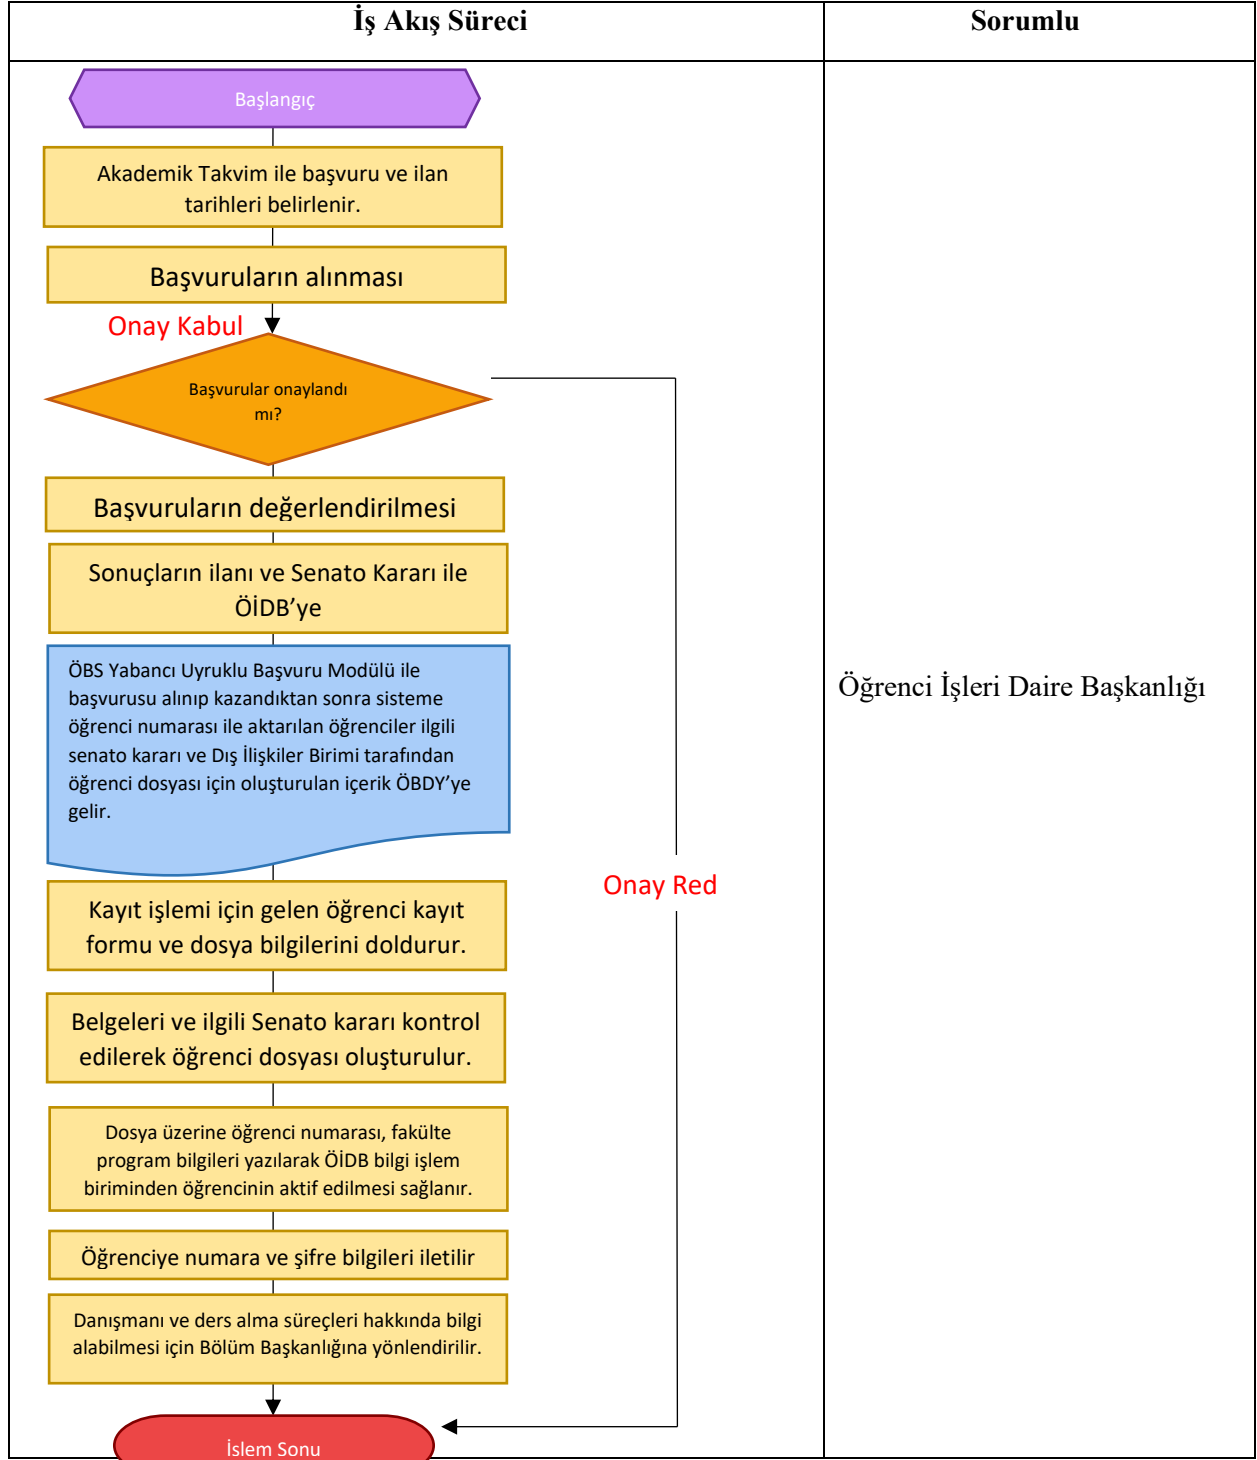 İş Akış Süreci
Sorumlu
Başlangıç
Akademik Takvim ile başvuru ve ilan
tarihleri belirlenir.
Başvuruların alınması
Onay Kabul
Başvurular onaylandı
mı?
Başvuruların değerlendirilmesi
Sonuçların ilanı ve Senato Kararı ile
ÖİDB’ye
ÖBS Yabancı Uyruklu Başvuru Modülü ile
başvurusu alınıp kazandıktan sonra sisteme
öğrenci numarası ile aktarılan öğrenciler ilgili
senato kararı ve Dış İlişkiler Birimi tarafından
öğrenci dosyası için oluşturulan içerik ÖBDY’ye
gelir.
Öğrenci İşleri Daire Başkanlığı
Onay Red
Kayıt işlemi için gelen öğrenci kayıt
formu ve dosya bilgilerini doldurur.
Belgeleri ve ilgili Senato kararı kontrol
edilerek öğrenci dosyası oluşturulur.
Dosya üzerine öğrenci numarası, fakülte
program bilgileri yazılarak ÖİDB bilgi işlem
biriminden öğrencinin aktif edilmesi sağlanır.
Öğrenciye numara ve şifre bilgileri iletilir
Danışmanı ve ders alma süreçleri hakkında bilgi
alabilmesi için Bölüm Başkanlığına yönlendirilir.
İşlem Sonu